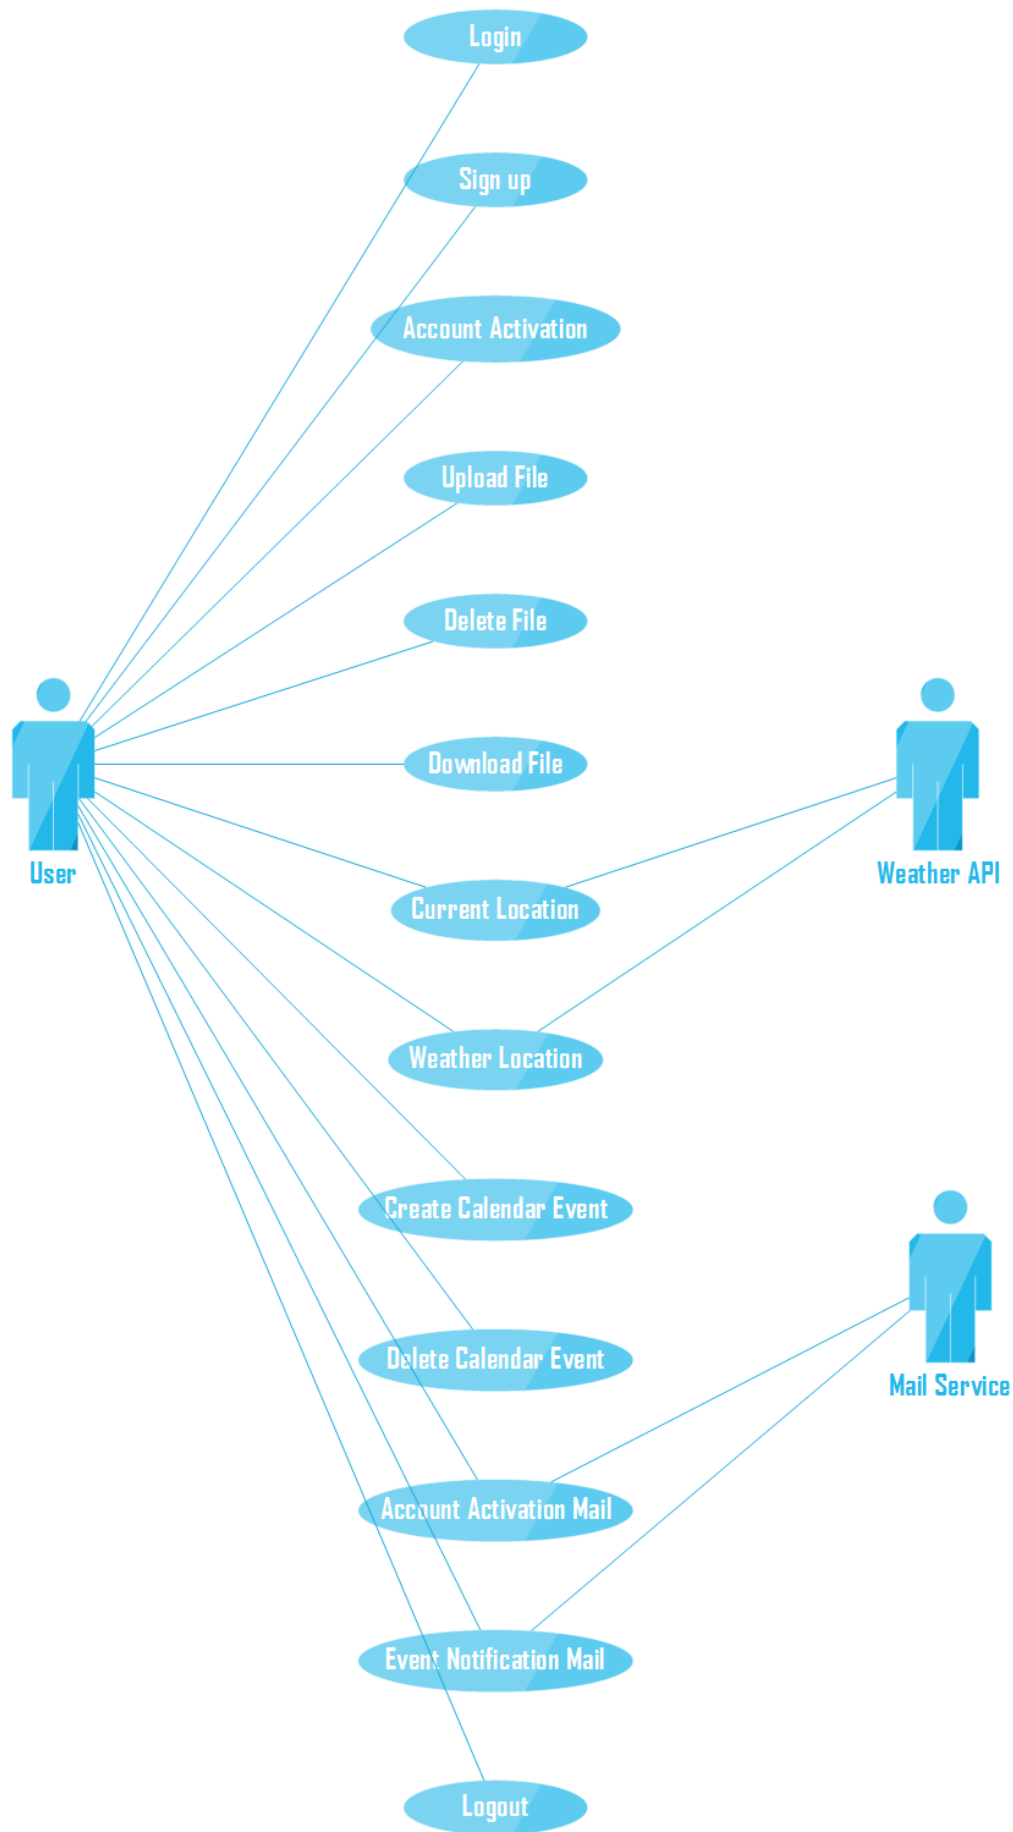 Login
Sign up
Account Activation
Upload File
Delete File
Download File
User
Weather API
Current Location
Weather Location
Create Calendar Event
Delete Calendar Event
Mail Service
Account Activation Mail
Event Notification Mail
Logout